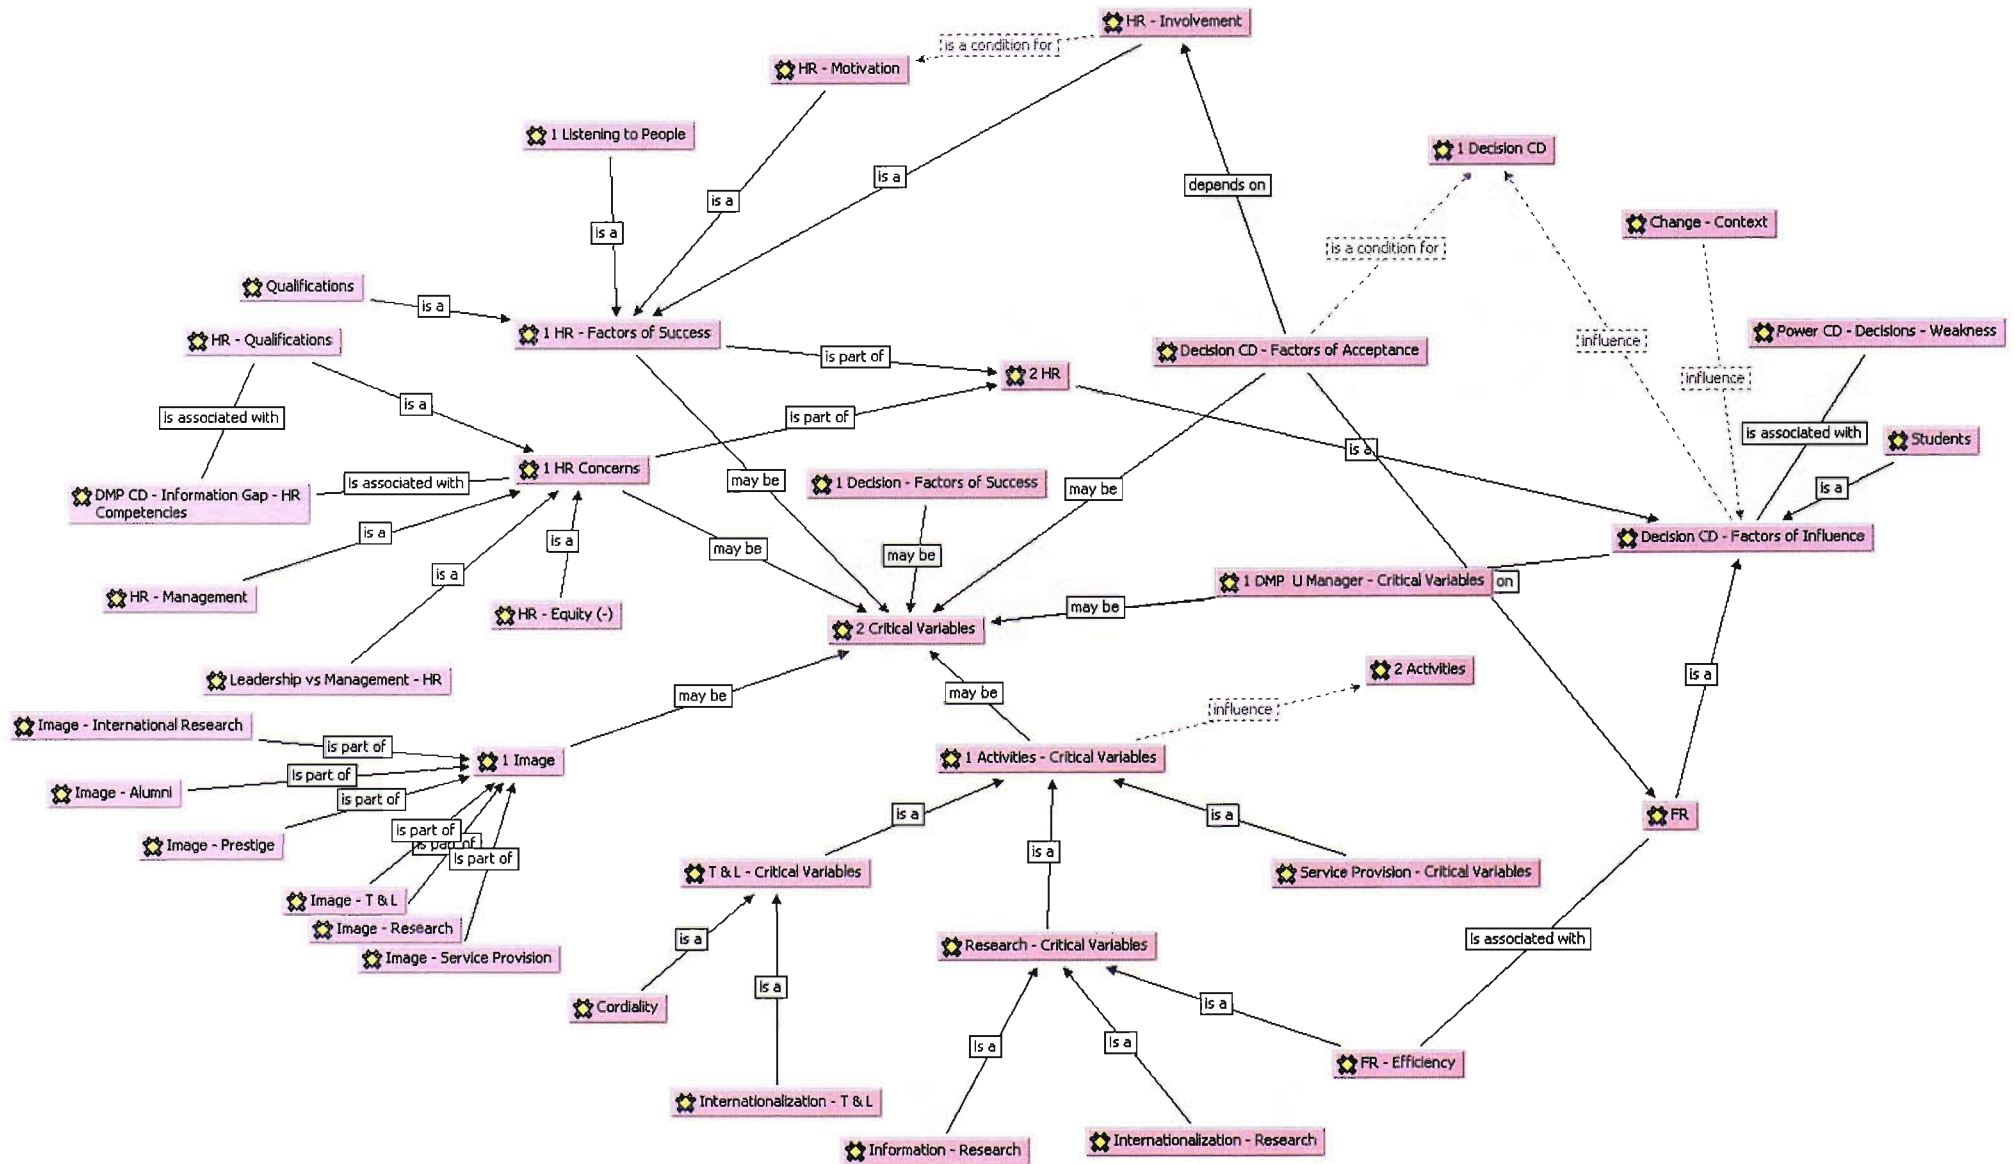 HR - Involvement
is a condition for
HR - Motivation
1 Listening to People
1 Decision CD
is a
depends on
is a
Change - Context
is a
is a condition for
Qualifications
is a
1 HR - Factors of Success
HR - Qualifications
Power CD - Decisions - Weakness
influence
Decision CD - Factors of Acceptance
is part of
2 HR
influence
is a
is associated with
is part of
is associated with
Students
is a
1 HR Concerns
is associated with
may be
1 Decision - Factors of Success
may be
is a
DMP CD - Information Gap - HR
Competencies
is a
is a
may be
may be
Decision CD - Factors of Influence
is a
1 DMP U Manager - Critical Variables
on
HR - Management
HR - Equity (-)
may be
2 Critical Variables
2 Activities
Leadership vs Management - HR
is a
may be
may be
influence
Image - International Research
is part of
1 Image
1 Activities - Critical Variables
is part of
Image - Alumni
is part of
is a
is a
FR
is part of
is part of
is part of
Image - Prestige
is a
T & L - Critical Variables
Service Provision - Critical Variables
Image - T & L
Image - Research
Image - Service Provision
is a
Research - Critical Variables
is associated with
is a
is a
Cordiality
is a
is a
FR - Efficiency
Internationalization - T & L
Information - Research
Internationalization - Research